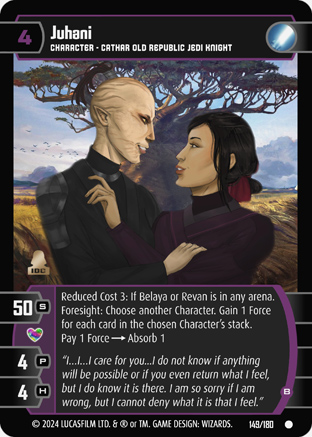 4
Juhani
CHARACTER - CATHAR OLD REPUBLIC JEDI KNIGHT
IDC
50 S
4 P
4 H
Reduced Cost 3: If Belaya or Revan is in any arena.
Foresight: Choose another Character. Gain 1 Force
for each card in the chosen Character's stack.
Pay 1 Force → Absorb 1
"I...I...I care for you...I do not know if anything
will be possible or if you even return what I feel,
but I do know it is there. I am so sorry if I am
wrong, but I cannot deny what it is that I feel."
B
© 2024 LUCASFILM LTD. & ® or TM. GAME DESIGN: WIZARDS.
148/180